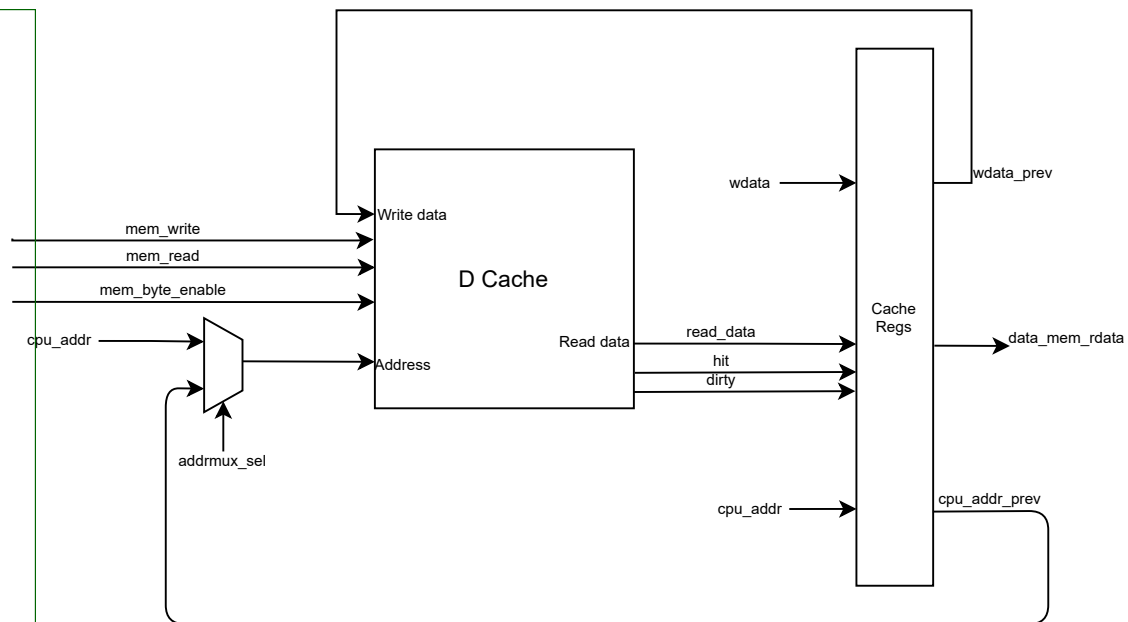 wdata
wdata_prev
Write data
mem_write
mem_read
D Cache
mem_byte_enable
Cache
Regs
cpu_addr
Read data
read_data
data_mem_rdata
hit
Address
dirty
addrmux_sel
cpu_addr
cpu_addr_prev